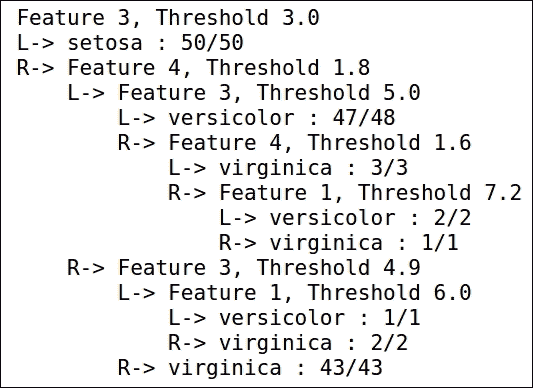 Feature 3, Threshold 3.0
L-> setosa : 50/50
R-> Feature 4, Threshold 1.8
    L-> Feature 3, Threshold 5.0
        L-> versicolor : 47/48
        R-> Feature 4, Threshold 1.6
            L-> virginica : 3/3
            R-> Feature 1, Threshold 7.2
                L-> versicolor : 2/2
                R-> virginica : 1/1
    R-> Feature 3, Threshold 4.9
        L-> Feature 1, Threshold 6.0
            L-> versicolor : 1/1
            R-> virginica : 2/2
        R-> virginica : 43/43